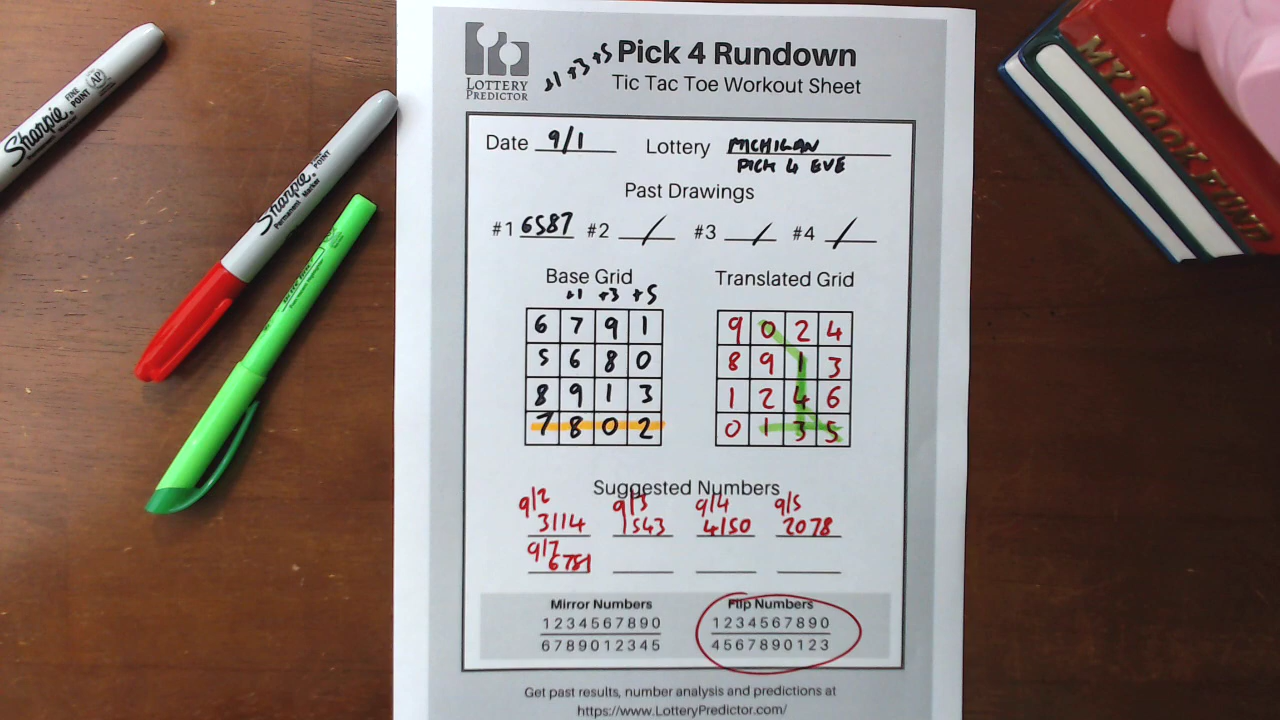 Sharpie
FINE POINT
AP
Sharpie
FINE POINT
Permanent Marker
LOTTERY
PREDICTOR
+1 +3 +5
Pick 4 Rundown
Tic Tac Toe Workout Sheet
Date 9/1 Lottery MICHIGAN
PICK 4 EVE
Past Drawings
#1 6587 #2 / #3 / #4 /
Base Grid Translated Grid
+1 +3 +5
6 7 9 1 9 0 2 4
5 6 8 0 8 9 1 3
8 9 1 3 1 2 4 6
7 8 0 2 0 1 3 5
Suggested Numbers
9/2 9/3 9/4 9/5
3114 1543 4150 2078
9/7
6751
Mirror Numbers Flip Numbers
1234567890 1234567890
6789012345 4567890123
Get past results, number analysis and predictions at
https://www.LotteryPredictor.com/
MY BOOK FUND